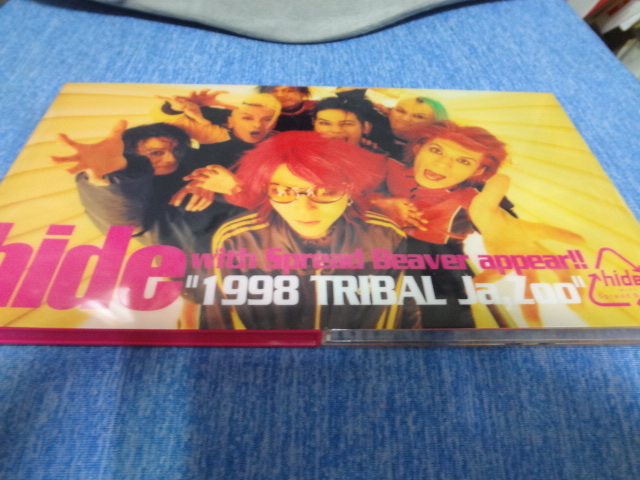 hide
with Spread Beaver appear!!
"1998 TRIBAL Ja,Zoo"
hide